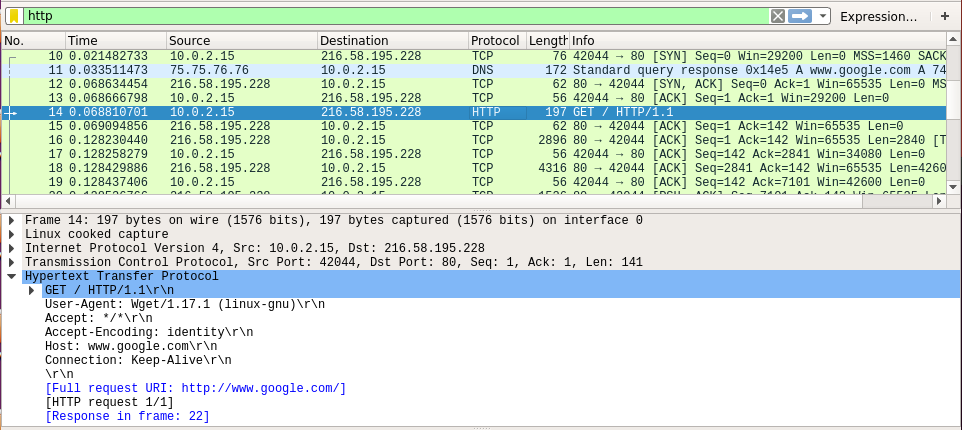 http Expression... +
No. Time Source Destination Protocol Length Info
10 0.021482733 10.0.2.15 216.58.195.228 TCP 76 42044 → 80 [SYN] Seq=0 Win=29200 Len=0 MSS=1460 SACK
11 0.033511473 75.75.76.76 10.0.2.15 DNS 172 Standard query response 0x14e5 A www.google.com A 74
12 0.068634454 216.58.195.228 10.0.2.15 TCP 62 80 → 42044 [SYN, ACK] Seq=0 Ack=1 Win=65535 Len=0 MS
13 0.068666798 10.0.2.15 216.58.195.228 TCP 56 42044 → 80 [ACK] Seq=1 Ack=1 Win=29200 Len=0
14 0.068810701 10.0.2.15 216.58.195.228 HTTP 197 GET / HTTP/1.1
15 0.069094856 216.58.195.228 10.0.2.15 TCP 62 80 → 42044 [ACK] Seq=1 Ack=142 Win=65535 Len=0
16 0.128230440 216.58.195.228 10.0.2.15 TCP 2896 80 → 42044 [ACK] Seq=1 Ack=142 Win=65535 Len=2840 [T
17 0.128258279 10.0.2.15 216.58.195.228 TCP 56 42044 → 80 [ACK] Seq=142 Ack=2841 Win=34080 Len=0
18 0.128429886 216.58.195.228 10.0.2.15 TCP 4316 80 → 42044 [ACK] Seq=2841 Ack=142 Win=65535 Len=4260
19 0.128437406 10.0.2.15 216.58.195.228 TCP 56 42044 → 80 [ACK] Seq=142 Ack=7101 Win=42600 Len=0
Frame 14: 197 bytes on wire (1576 bits), 197 bytes captured (1576 bits) on interface 0
Linux cooked capture
Internet Protocol Version 4, Src: 10.0.2.15, Dst: 216.58.195.228
Transmission Control Protocol, Src Port: 42044, Dst Port: 80, Seq: 1, Ack: 1, Len: 141
Hypertext Transfer Protocol
GET / HTTP/1.1\r\n
User-Agent: Wget/1.17.1 (linux-gnu)\r\n
Accept: */*\r\n
Accept-Encoding: identity\r\n
Host: www.google.com\r\n
Connection: Keep-Alive\r\n
\r\n
[Full request URI: http://www.google.com/]
[HTTP request 1/1]
[Response in frame: 22]